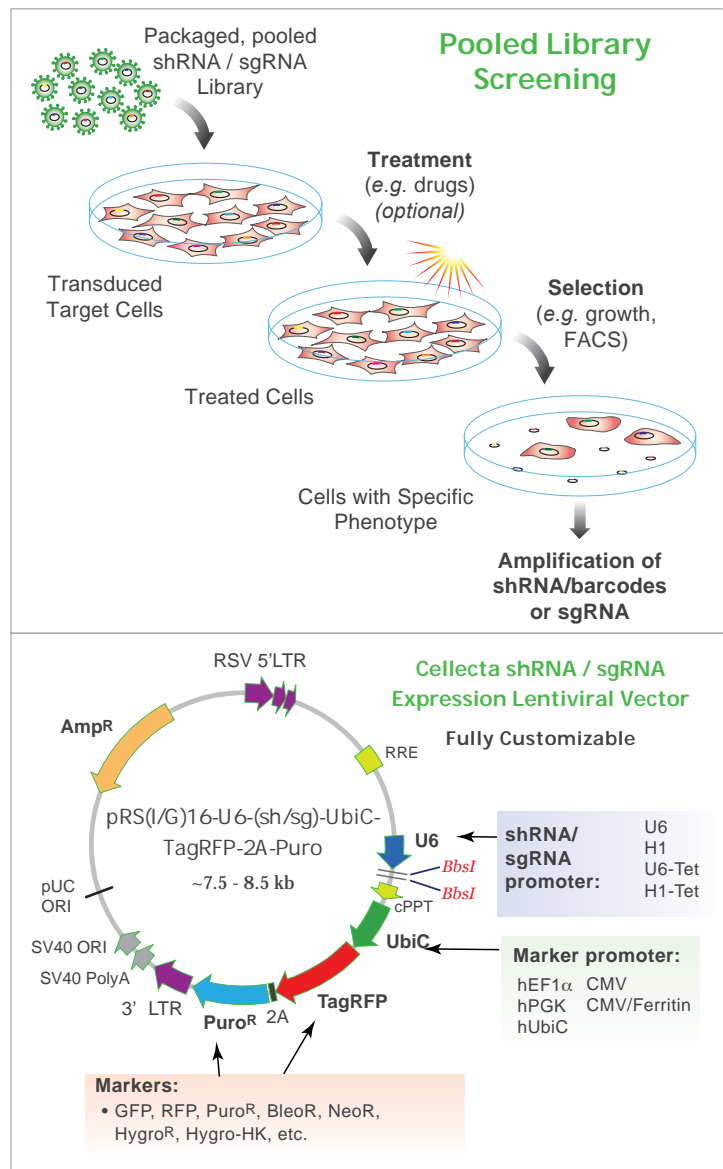 Packaged, pooled
shRNA / sgRNA
Library
Pooled Library
Screening
Treatment
(e.g. drugs)
(optional)
Transduced
Target Cells
Selection
(e.g. growth,
FACS)
Treated Cells
Cells with Specific
Phenotype
Amplification of
shRNA/barcodes
or sgRNA
Cellecta shRNA / sgRNA
Expression Lentiviral Vector
Fully Customizable
RSV 5'LTR
AmpR
RRE
pRS(I/G)16-U6-(sh/sg)-UbiC-
TagRFP-2A-Puro
~7.5 - 8.5 kb
U6
BbsI
BbsI
cPPT
UbiC
TagRFP
2A
PuroR
3' LTR
SV40 PolyA
SV40 ORI
pUC
ORI
shRNA/
sgRNA
promoter:
U6
H1
U6-Tet
H1-Tet
Marker promoter:
hEF1α CMV
hPGK CMV/Ferritin
hUbiC
Markers:
• GFP, RFP, PuroR, BleoR, NeoR,
HygroR, Hygro-HK, etc.